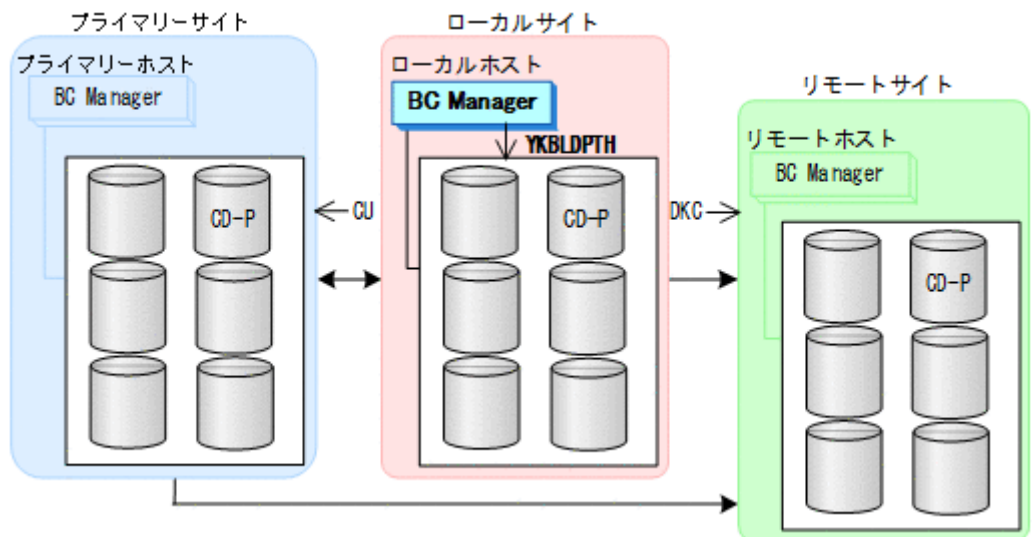 プライマリーサイト
プライマリーホスト
BC Manager
CD-P
CU
ローカルサイト
ローカルホスト
BC Manager
YKBLDPTH
CD-P
DKC
リモートサイト
リモートホスト
BC Manager
CD-P